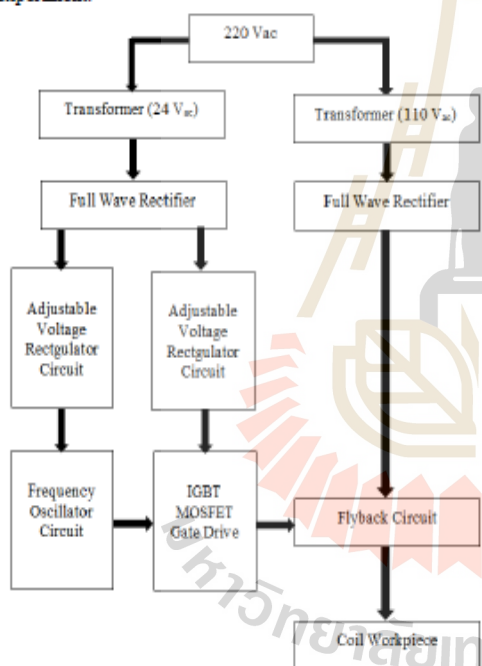 220 Vac
Transformer (24 Vac)
Transformer (110 Vac)
Full Wave Rectifier
Full Wave Rectifier
Adjustable
Voltage
Rectgulator
Circuit
Adjustable
Voltage
Rectgulator
Circuit
Frequency
Oscillator
Circuit
IGBT
MOSFET
Gate Drive
Flyback Circuit
Coil Workpiece